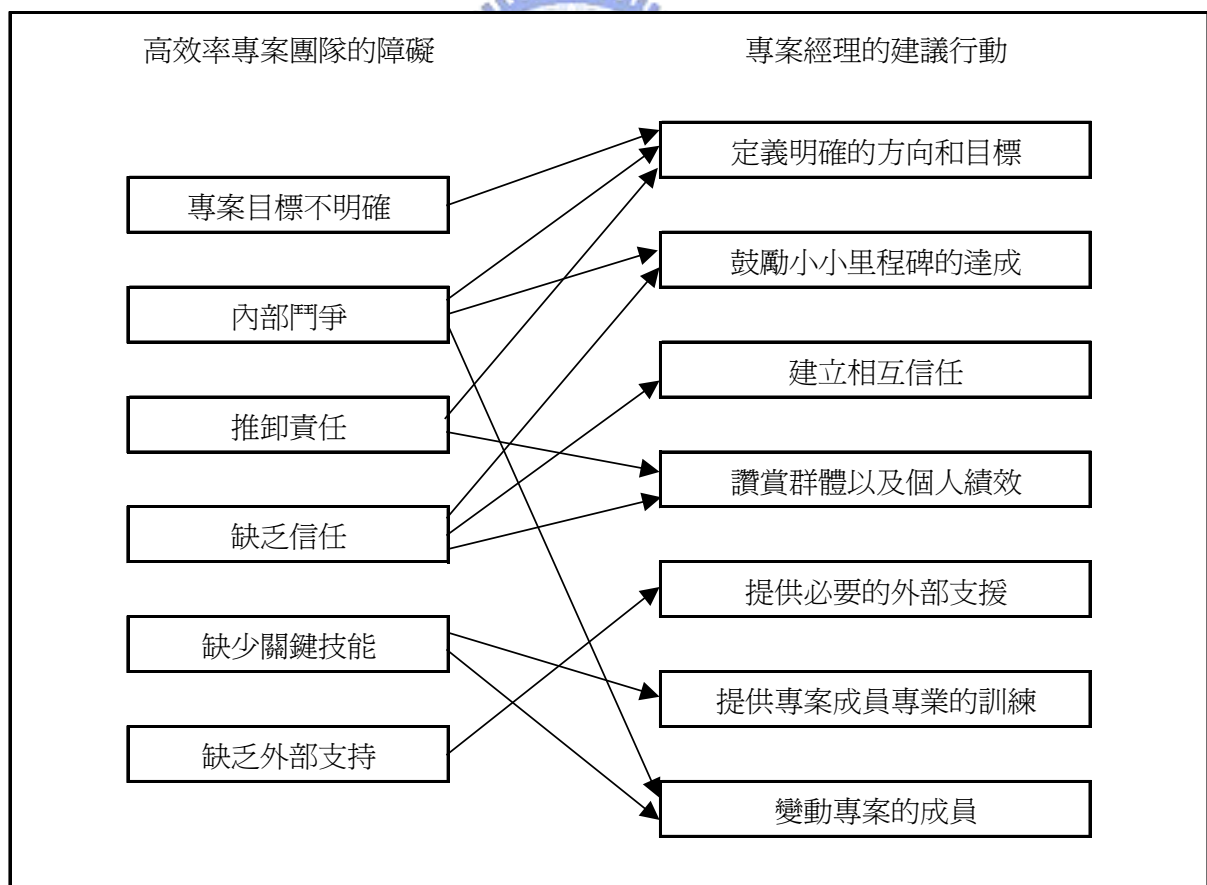 高效率專案團隊的障礙
專案經理的建議行動
定義明確的方向和目標
專案目標不明確
鼓勵小小里程碑的達成
內部鬥爭
建立相互信任
推卸責任
讚賞群體以及個人績效
缺乏信任
提供必要的外部支援
缺少關鍵技能
提供專案成員專業的訓練
缺乏外部支持
變動專案的成員